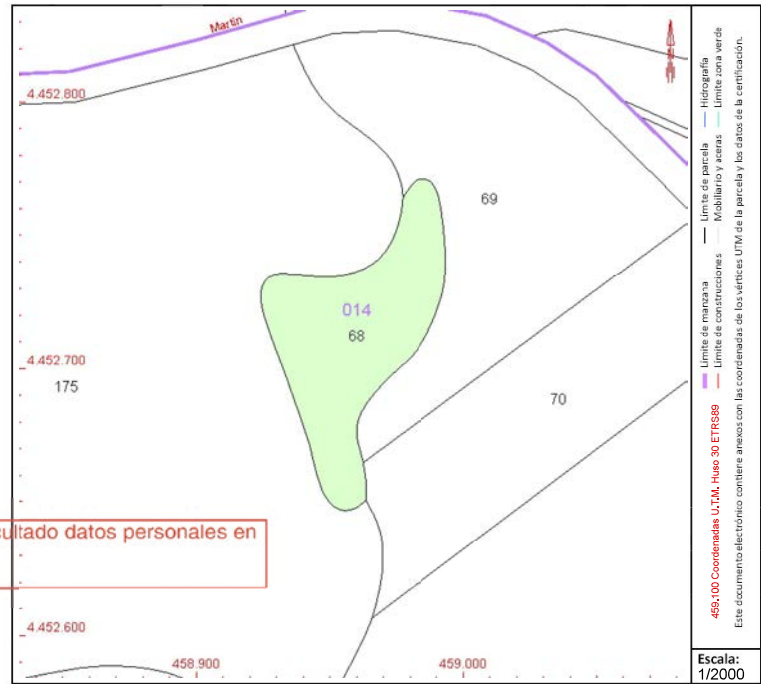 Martin
4.452.800
69
014
68
4.452.700
175
70
cultado datos personales en
4.452.600
458.900
459.000
459.100 Coordenadas U.T.M. Huso 30 ETRS89
Límite de manzana
Límite de parcela
Hidrografía
Límite de construcciones
Mobiliario y aceras
Límite zona verde
Este documento electrónico contiene anexos con las coordenadas de los vértices UTM de la parcela y los datos de la certificación.
Escala:
1/2000